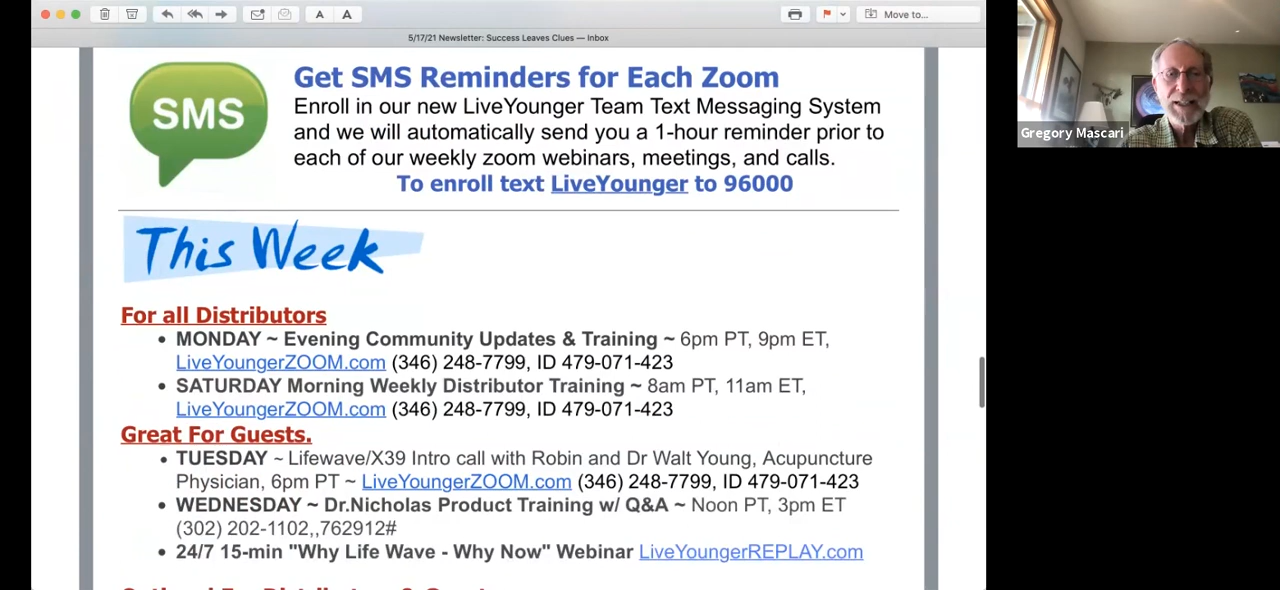 A A
Move to...
5/17/21 Newsletter: Success Leaves Clues — Inbox
SMS
Get SMS Reminders for Each Zoom
Enroll in our new LiveYounger Team Text Messaging System
and we will automatically send you a 1-hour reminder prior to
each of our weekly zoom webinars, meetings, and calls.
To enroll text LiveYounger to 96000
Gregory Mascari
This Week
For all Distributors
• MONDAY ~ Evening Community Updates & Training ~ 6pm PT, 9pm ET,
LiveYoungerZOOM.com (346) 248-7799, ID 479-071-423
• SATURDAY Morning Weekly Distributor Training ~ 8am PT, 11am ET,
LiveYoungerZOOM.com (346) 248-7799, ID 479-071-423
Great For Guests.
• TUESDAY ~ Lifewave/X39 Intro call with Robin and Dr Walt Young, Acupuncture
Physician, 6pm PT ~ LiveYoungerZOOM.com (346) 248-7799, ID 479-071-423
• WEDNESDAY ~ Dr.Nicholas Product Training w/ Q&A ~ Noon PT, 3pm ET
(302) 202-1102,,762912#
• 24/7 15-min "Why Life Wave - Why Now" Webinar LiveYoungerREPLAY.com